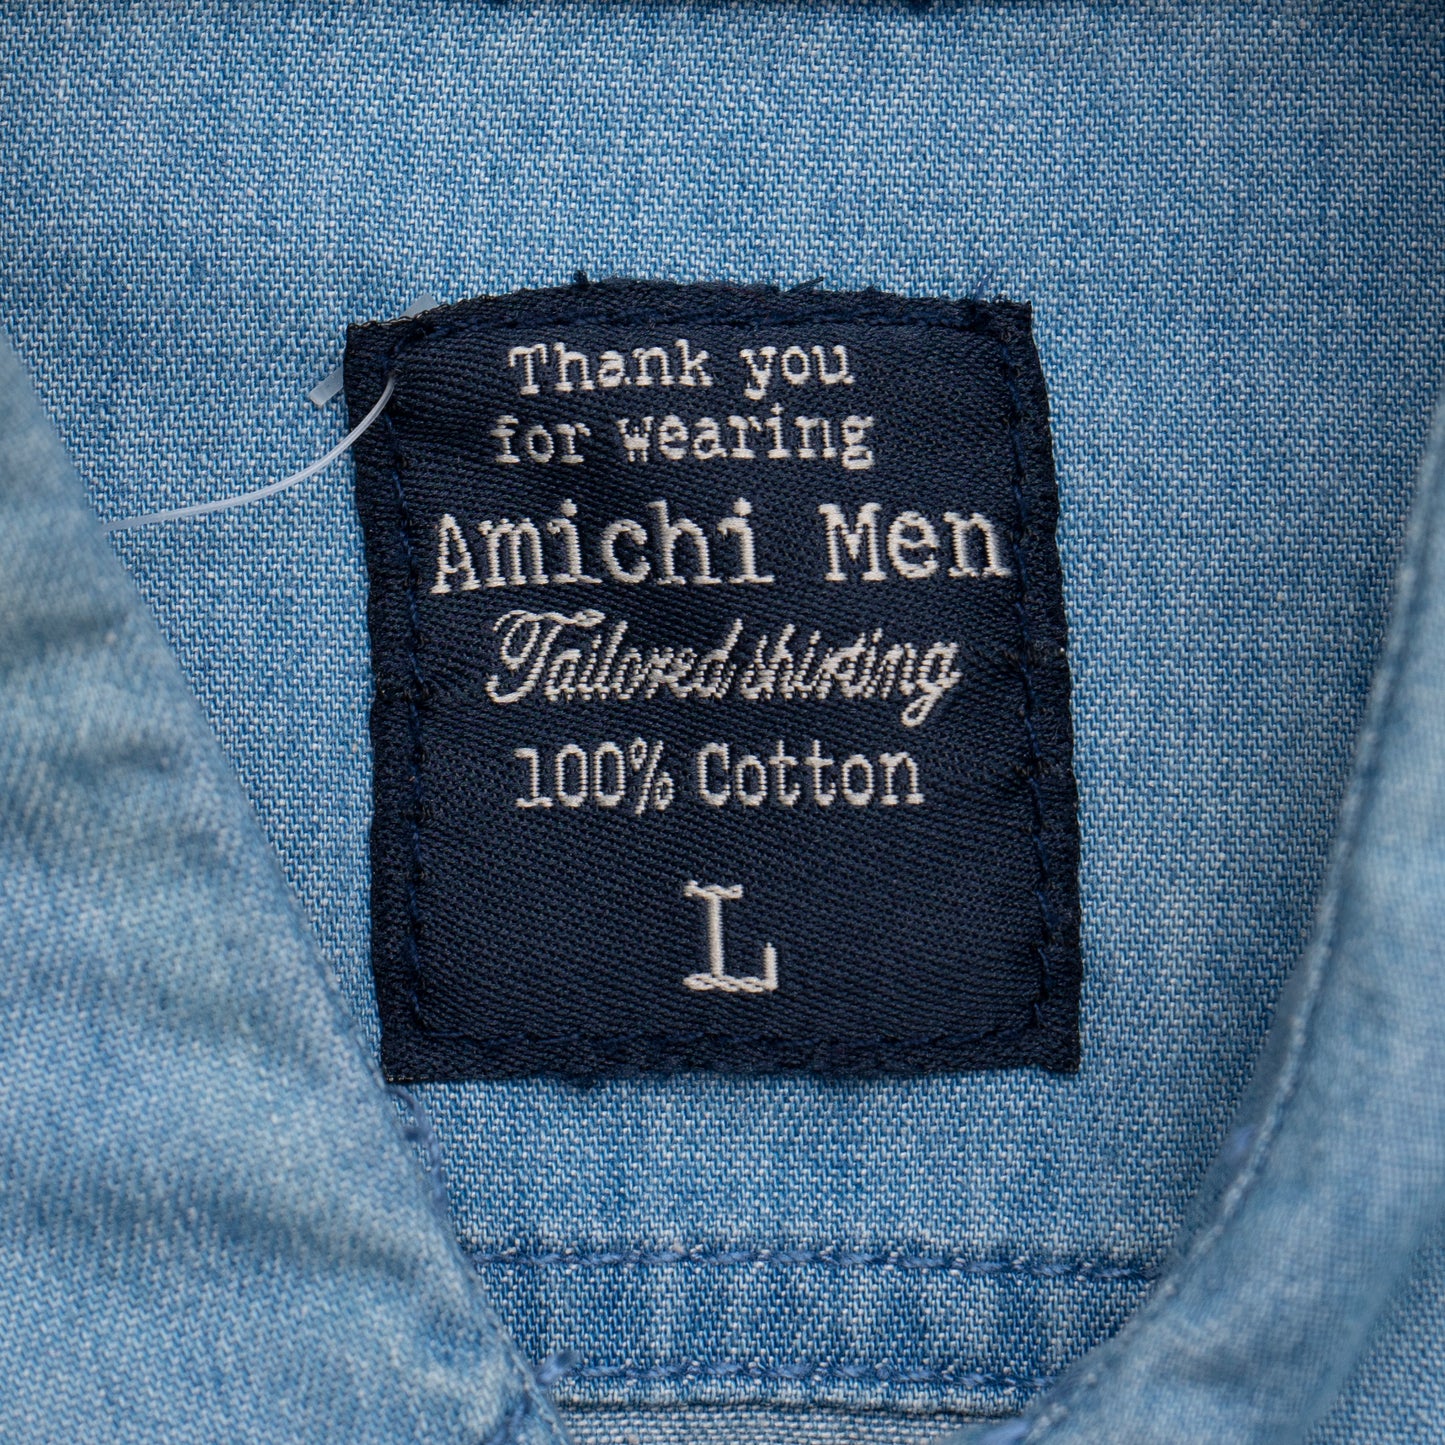 Thank you
for wearing
Amichi Men
Tailored shirting
100% Cotton
L